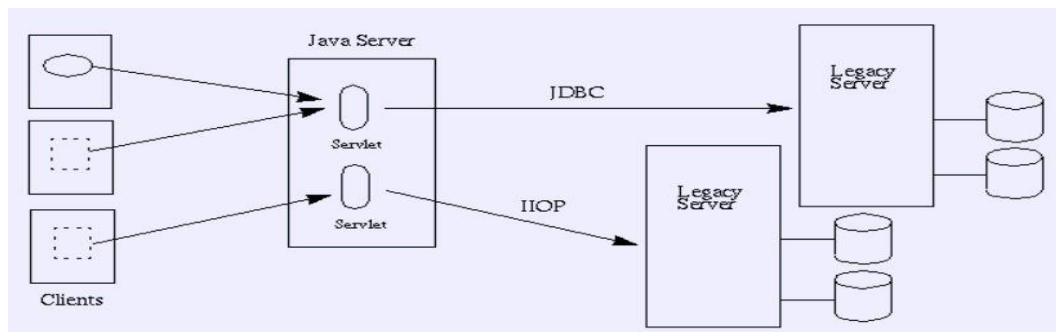 Java Server
Servlet
Servlet
Clients
JDBC
IIOP
Legacy
Server
Legacy
Server